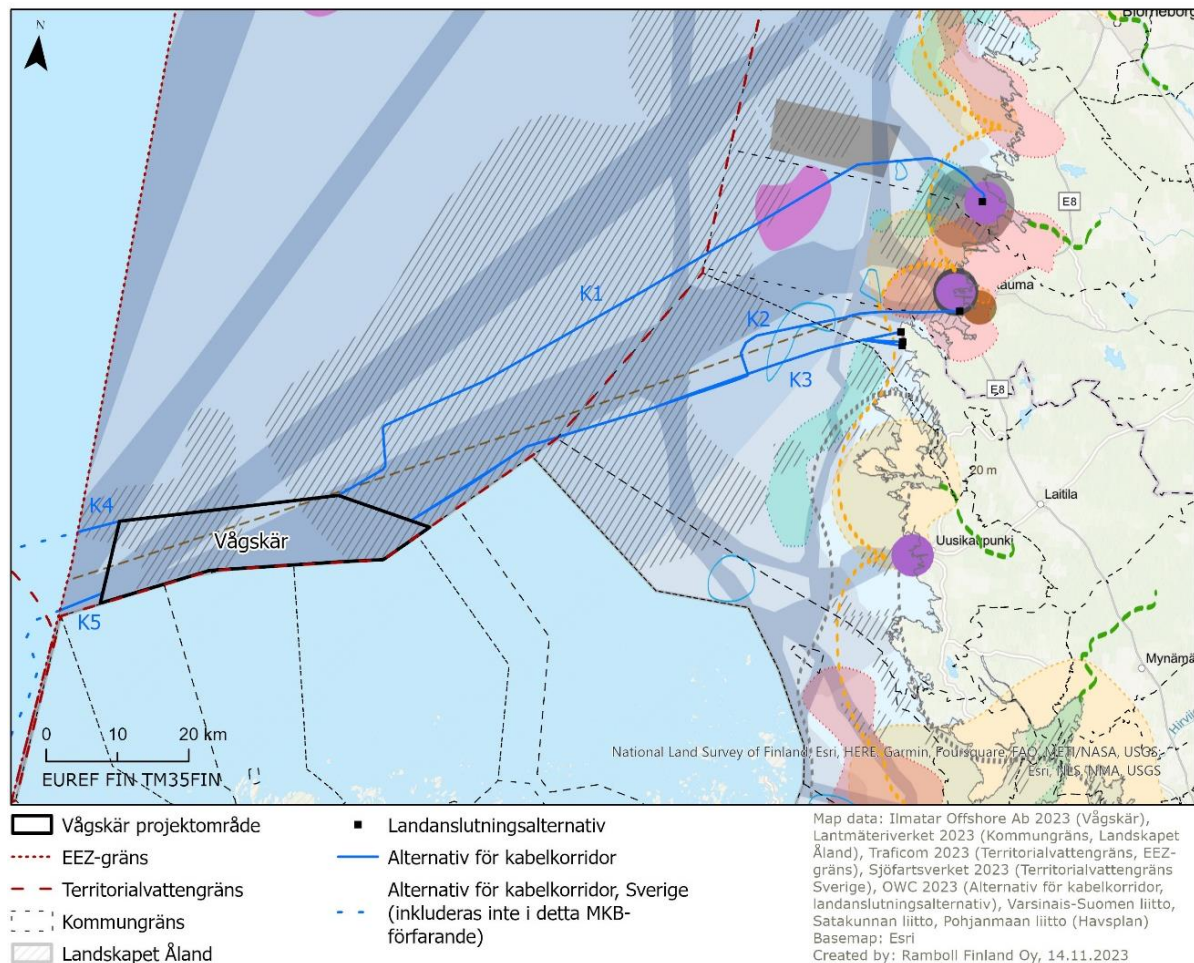 N
Björneborg
E8
K1
Rauma
K2
K3
E8
20 m
Laitila
K4
Vågskär
Uusikaupunki
K5
Mynämä
0 10 20 km
National Land Survey of Finland, Esri, HERE, Garmin, Foursquare, FAO, METI/NASA, USGS;
Esri, NLS, NMA, USGS
EUREF FIN TM35FIN
Vågskär projektområde
EEZ-gräns
Territorialvattengräns
Kommungräns
Landskapet Åland
Landanslutningsalternativ
Alternativ för kabelkorridor
Alternativ för kabelkorridor, Sverige
(inkluderas inte i detta MKB-
förfarande)
Map data: Ilmatar Offshore Ab 2023 (Vågskär),
Lantmäteriverket 2023 (Kommungräns, Landskapet
Åland), Traficom 2023 (Territorialvattengräns, EEZ-
gräns), Sjöfartsverket 2023 (Territorialvattengräns
Sverige), OWC 2023 (Alternativ för kabelkorridor,
landanslutningsalternativ), Varsinais-Suomen liitto,
Satakunnan liitto, Pohjanmaan liitto (Havsplan)
Basemap: Esri
Created by: Ramboll Finland Oy, 14.11.2023